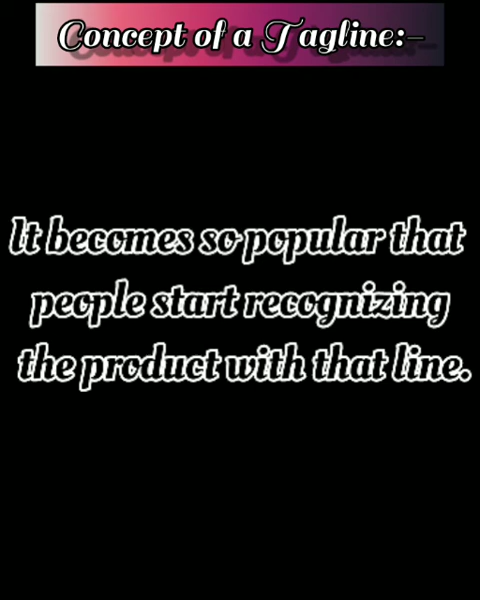 Concept of a Tagline:-
It becomes so popular that
people start recognizing
the product with that line.